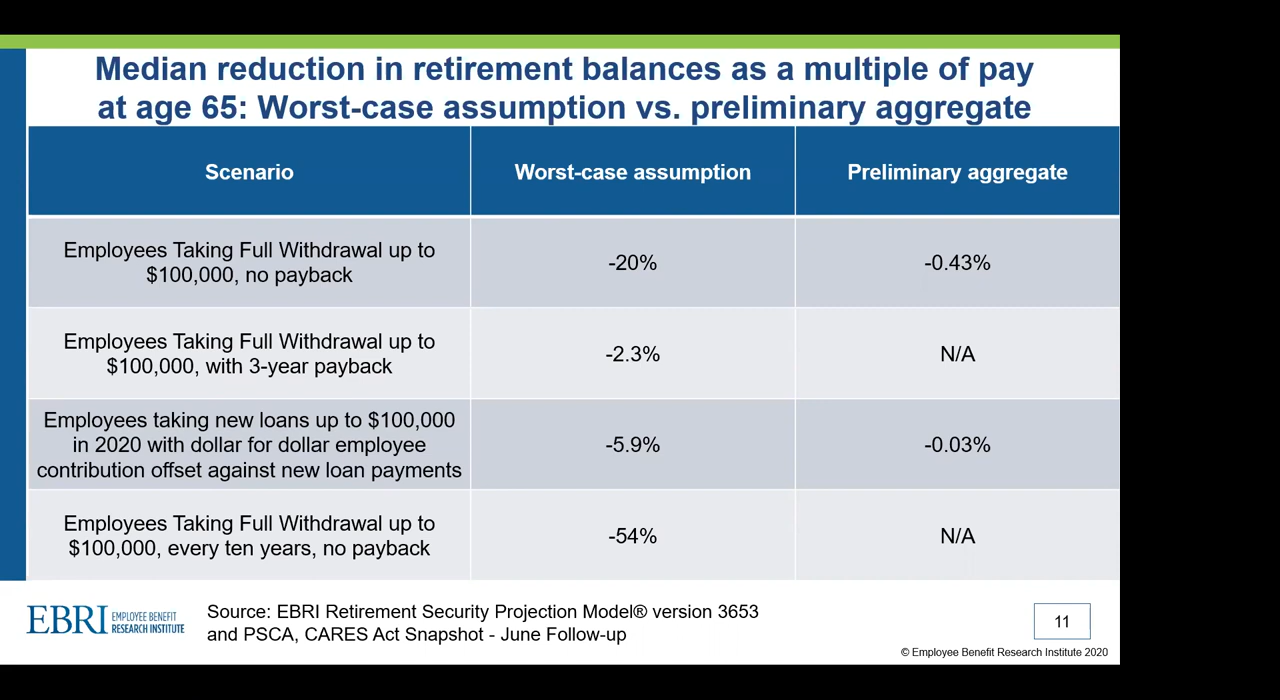 Median reduction in retirement balances as a multiple of pay
at age 65: Worst-case assumption vs. preliminary aggregate
Scenario
Worst-case assumption
Preliminary aggregate
Employees Taking Full Withdrawal up to
$100,000, no payback
-20%
-0.43%
Employees Taking Full Withdrawal up to
$100,000, with 3-year payback
-2.3%
N/A
Employees taking new loans up to $100,000
in 2020 with dollar for dollar employee
contribution offset against new loan payments
-5.9%
-0.03%
Employees Taking Full Withdrawal up to
$100,000, every ten years, no payback
-54%
N/A
EBRI
EMPLOYEE BENEFIT
RESEARCH INSTITUTE
Source: EBRI Retirement Security Projection Model® version 3653
and PSCA, CARES Act Snapshot - June Follow-up
11
© Employee Benefit Research Institute 2020